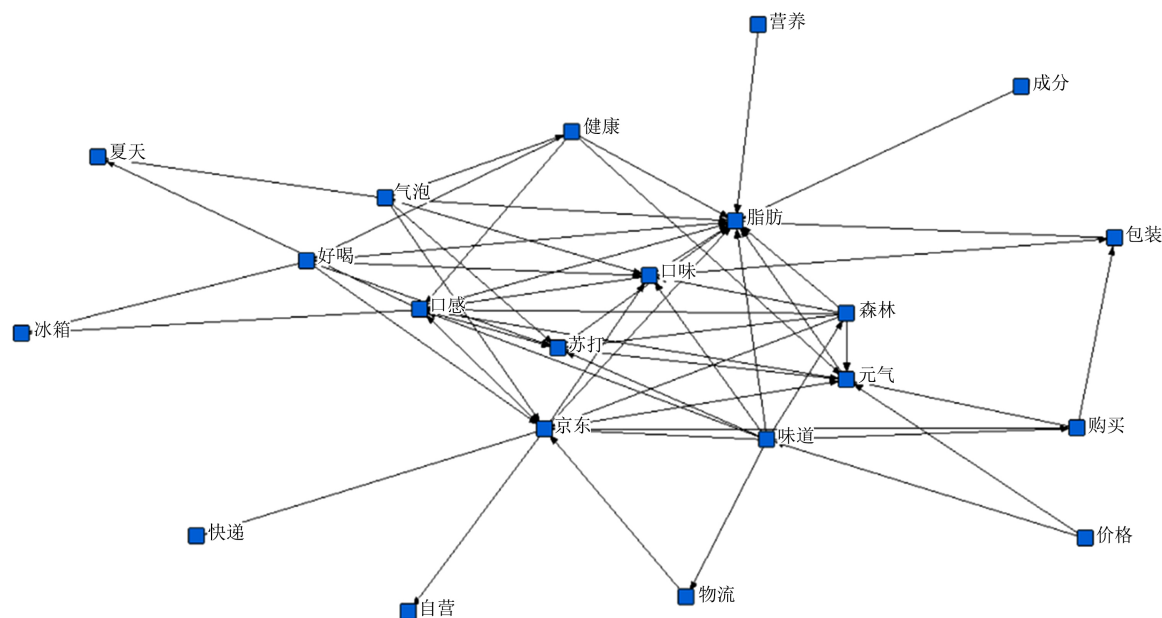 营养
成分
健康
夏天
气泡
脂肪
包装
好喝
口味
口感
森林
冰箱
苏打
元气
京东
味道
购买
快递
价格
物流
自营